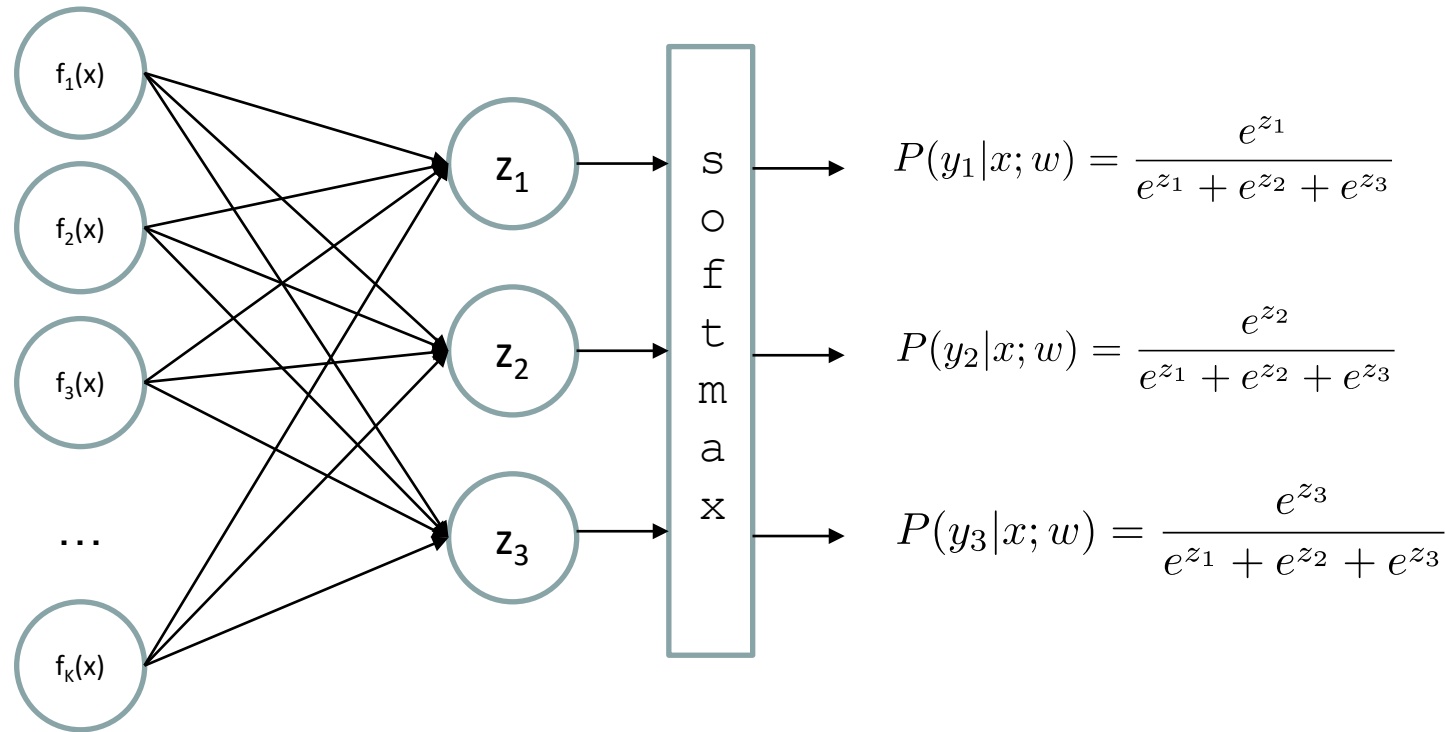 f₁(x)
f₂(x)
f₃(x)
...
f_K(x)
z₁
z₂
z₃
s
o
f
t
m
a
x
P(y₁|x; w) = e^{z₁} / (e^{z₁} + e^{z₂} + e^{z₃})
P(y₂|x; w) = e^{z₂} / (e^{z₁} + e^{z₂} + e^{z₃})
P(y₃|x; w) = e^{z₃} / (e^{z₁} + e^{z₂} + e^{z₃})